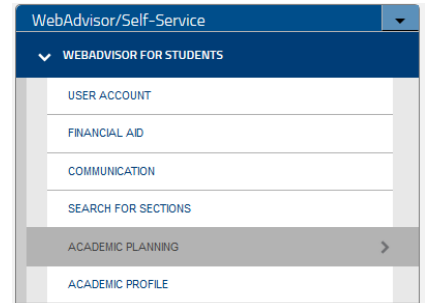 WebAdvisor/Self-Service
WEBADVISOR FOR STUDENTS
USER ACCOUNT
FINANCIAL AID
COMMUNICATION
SEARCH FOR SECTIONS
ACADEMIC PLANNING
ACADEMIC PROFILE